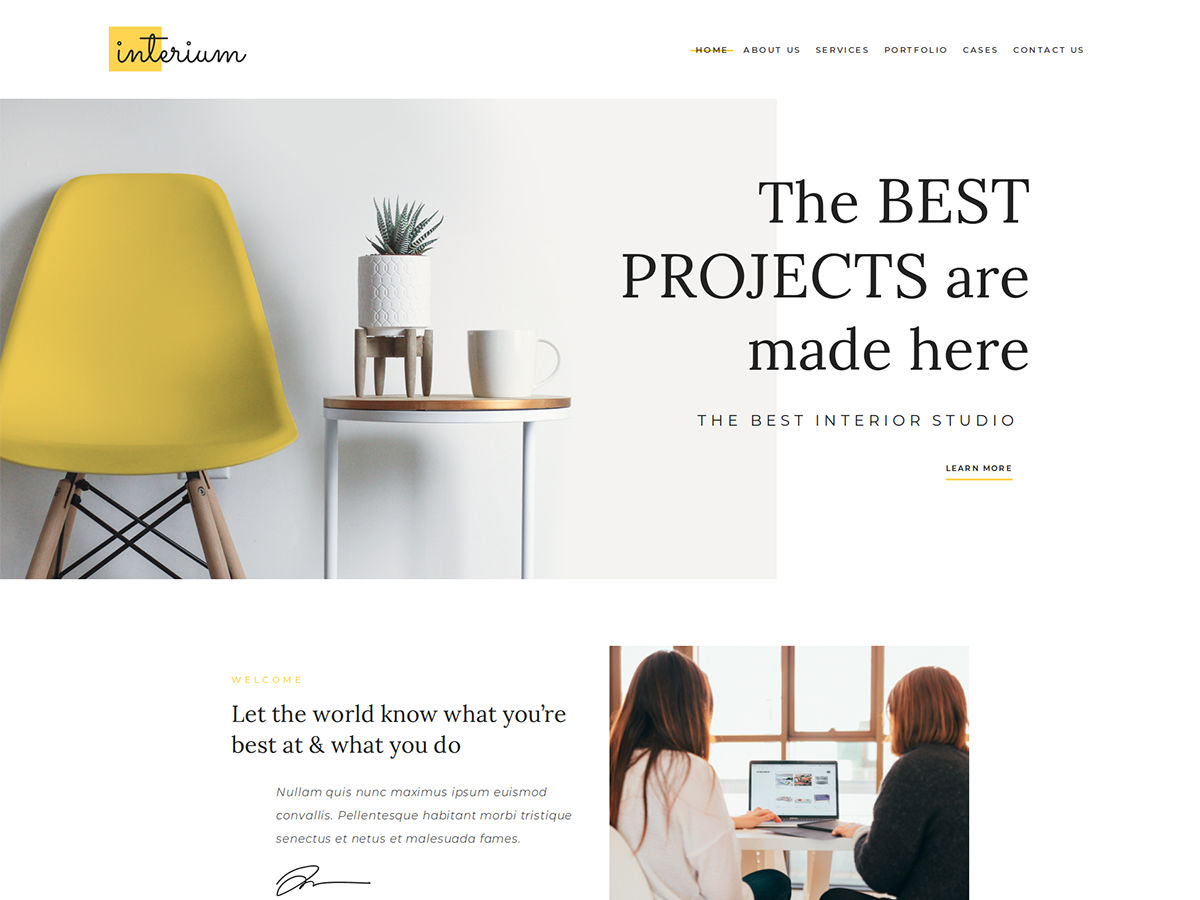 interium
HOME ABOUT US SERVICES PORTFOLIO CASES CONTACT US
The BEST
PROJECTS are
made here
THE BEST INTERIOR STUDIO
LEARN MORE
WELCOME
Let the world know what you’re
best at & what you do
Nullam quis nunc maximus ipsum euismod
convallis. Pellentesque habitant morbi tristique
senectus et netus et malesuada fames.